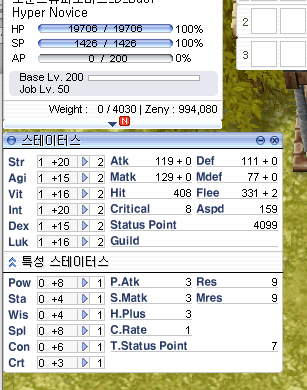 Hyper Novice
HP 19706 / 19706 100%
SP 1426 / 1426 100%
AP 0 / 200 0%
Base Lv. 200
Job Lv. 50
Weight : 0 / 4030 | Zeny : 994,080
N
스테이터스
Str 1 +20 2 Atk 119 + 0 Def 111 + 0
Agi 1 +15 2 Matk 129 + 0 Mdef 77 + 0
Vit 1 +16 2 Hit 408 Flee 331 + 2
Int 1 +20 2 Critical 8 Aspd 159
Dex 1 +15 2 Status Point 4099
Luk 1 +16 2 Guild
특성 스테이터스
Pow 0 +8 1 P.Atk 3 Res 9
Sta 0 +4 1 S.Matk 3 Mres 9
Wis 0 +4 1 H.Plus 3
Spl 0 +8 1 C.Rate 1
Con 0 +6 1 T.Status Point 7
Crt 0 +3 1